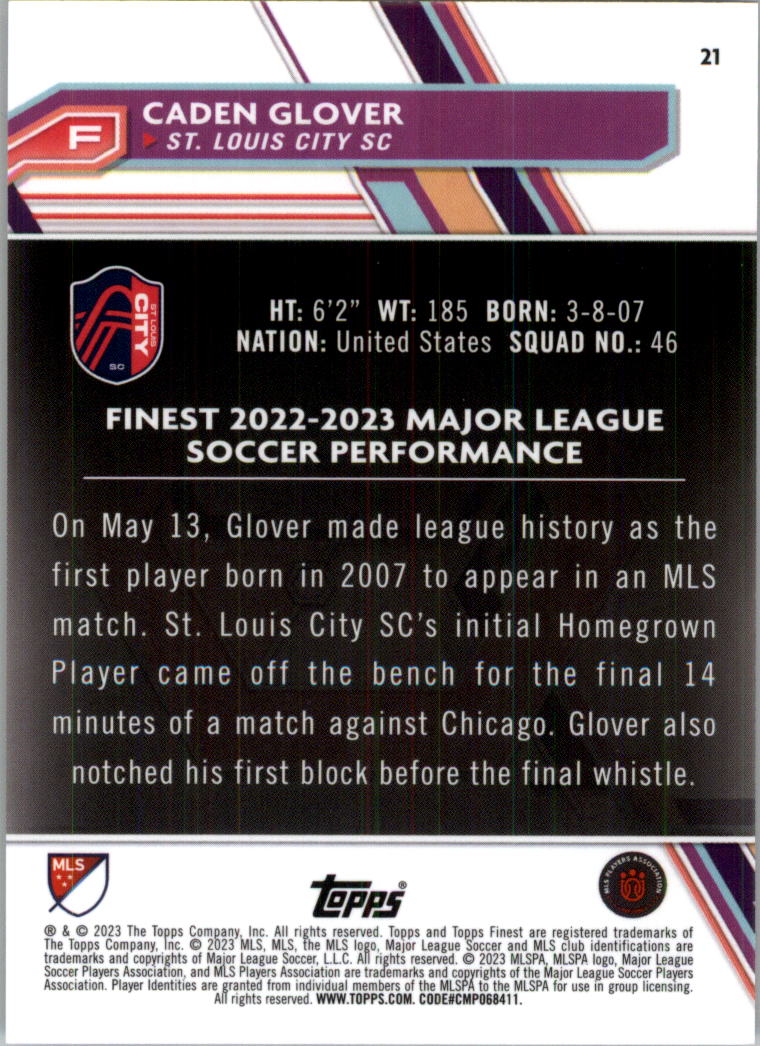 21
F
CADEN GLOVER
ST. LOUIS CITY SC
ST LOUIS
CITY
SC
HT: 6'2" WT: 185 BORN: 3-8-07
NATION: United States SQUAD NO.: 46
FINEST 2022-2023 MAJOR LEAGUE
SOCCER PERFORMANCE
On May 13, Glover made league history as the
first player born in 2007 to appear in an MLS
match. St. Louis City SC's initial Homegrown
Player came off the bench for the final 14
minutes of a match against Chicago. Glover also
notched his first block before the final whistle.
MLS
topps®
MLS PLAYERS ASSOCIATION
® & © 2023 The Topps Company, Inc. All rights reserved. Topps and Topps Finest are registered trademarks of
The Topps Company, Inc. © 2023 MLS, MLS, the MLS logo, Major League Soccer and MLS club identifications are
trademarks and copyrights of Major League Soccer, L.L.C. All rights reserved. © 2023 MLSPA, MLSPA logo, Major League
Soccer Players Association, and MLS Players Association are trademarks and copyrights of the Major League Soccer Players
Association. Player Identities are granted from individual members of the MLSPA to the MLSPA for use in group licensing.
All rights reserved. WWW.TOPPS.COM. CODE#CMP068411.